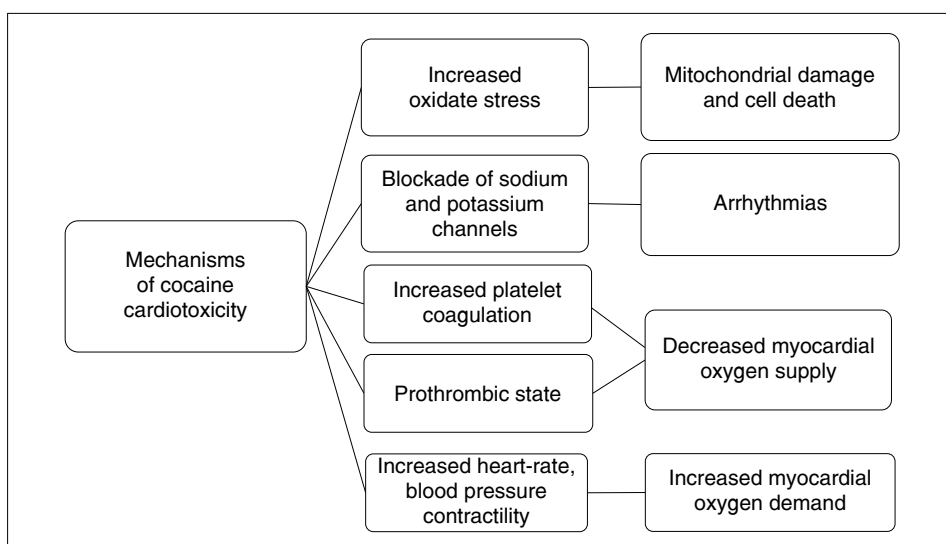 Increased
oxidate stress
Mitochondrial damage
and cell death
Blockade of sodium
and potassium
channels
Arrhythmias
Mechanisms
of cocaine
cardiotoxicity
Increased platelet
coagulation
Decreased myocardial
oxygen supply
Prothrombic state
Increased heart-rate,
blood pressure
contractility
Increased myocardial
oxygen demand